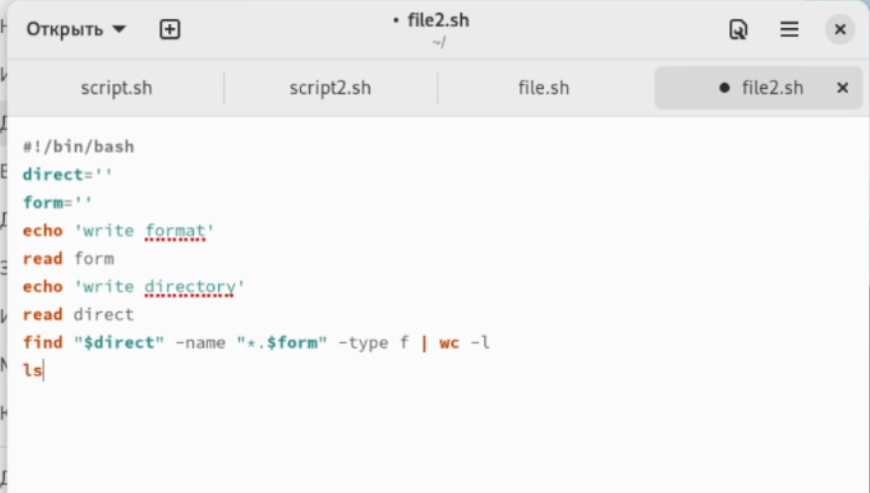 Открыть
• file2.sh
~/
script.sh
script2.sh
file.sh
● file2.sh
#!/bin/bash
direct=''
form=''
echo 'write format'
read form
echo 'write directory'
read direct
find "$direct" -name "*.$form" -type f | wc -l
ls